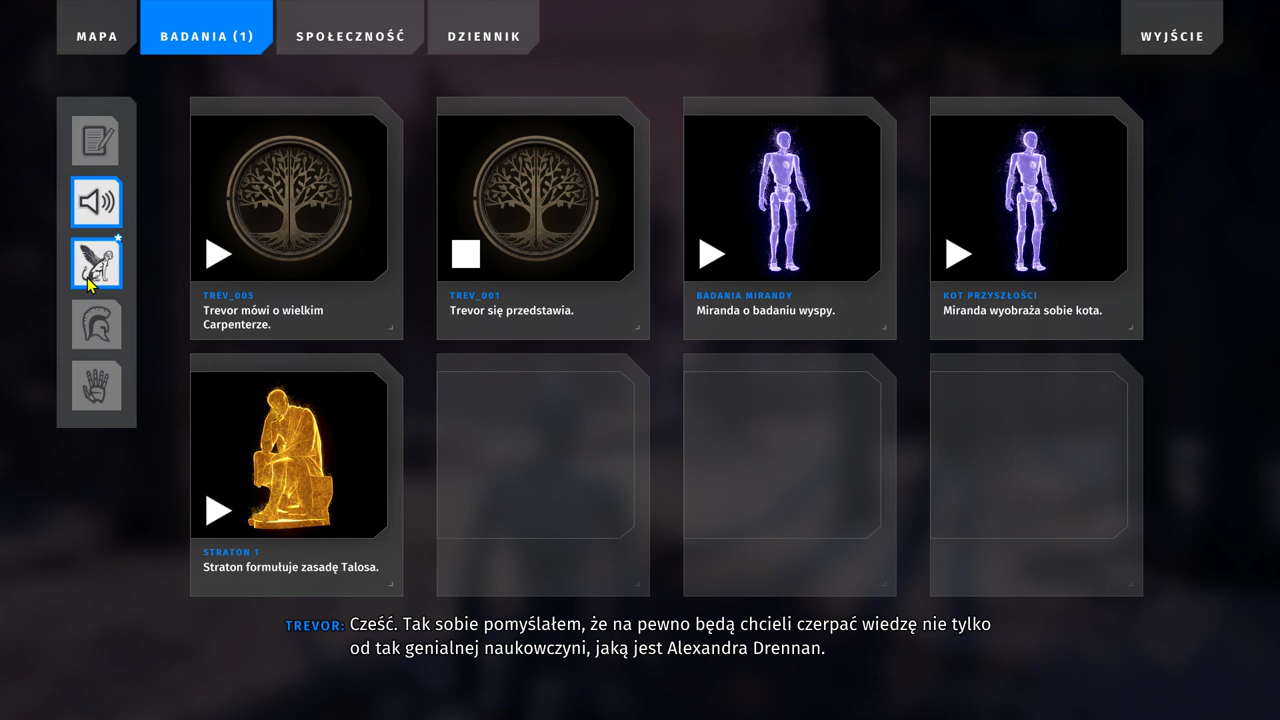 MAPA
BADANIA (1)
SPOŁECZNOŚĆ
DZIENNIK
WYJŚCIE
TREV_005
Trevor mówi o wielkim
Carpenterze.
TREV_001
Trevor się przedstawia.
BADANIA MIRANDY
Miranda o badaniu wyspy.
KOT PRZYSZŁOŚCI
Miranda wyobraża sobie kota.
STRATON 1
Straton formułuje zasadę Talosa.
TREVOR: Cześć. Tak sobie pomyślałem, że na pewno będą chcieli czerpać wiedzę nie tylko
od tak genialnej naukowczyni, jaką jest Alexandra Drennan.